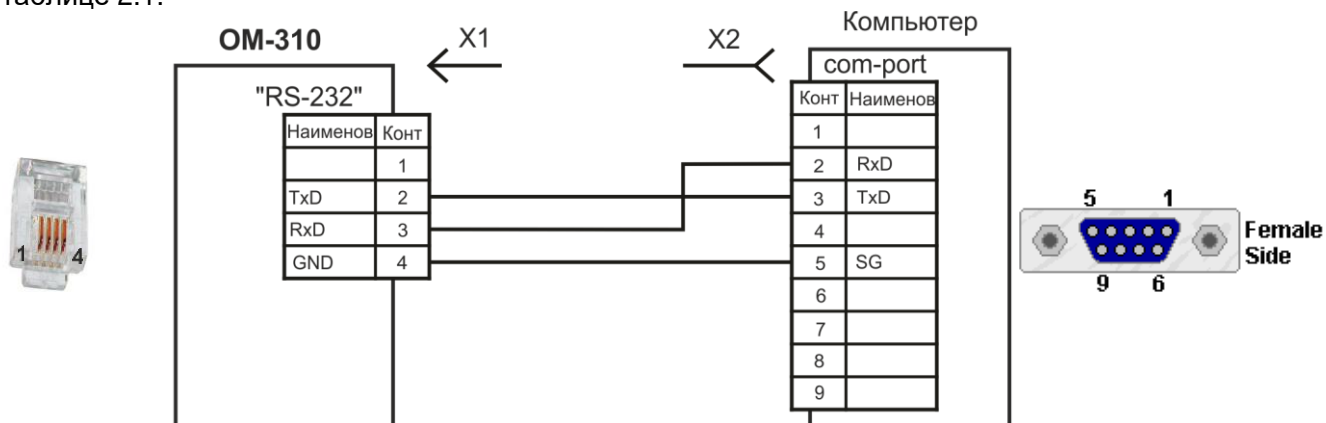 таблице 2.1.
Компьютер
ОМ-310
X1
X2
com-port
"RS-232"
Конт Наименов
Наименов Конт
1
1
2 RxD
TxD 2
3 TxD
RxD 3
4
GND 4
5 SG
6
7
8
9
1 4
5 1
Female
Side
9 6